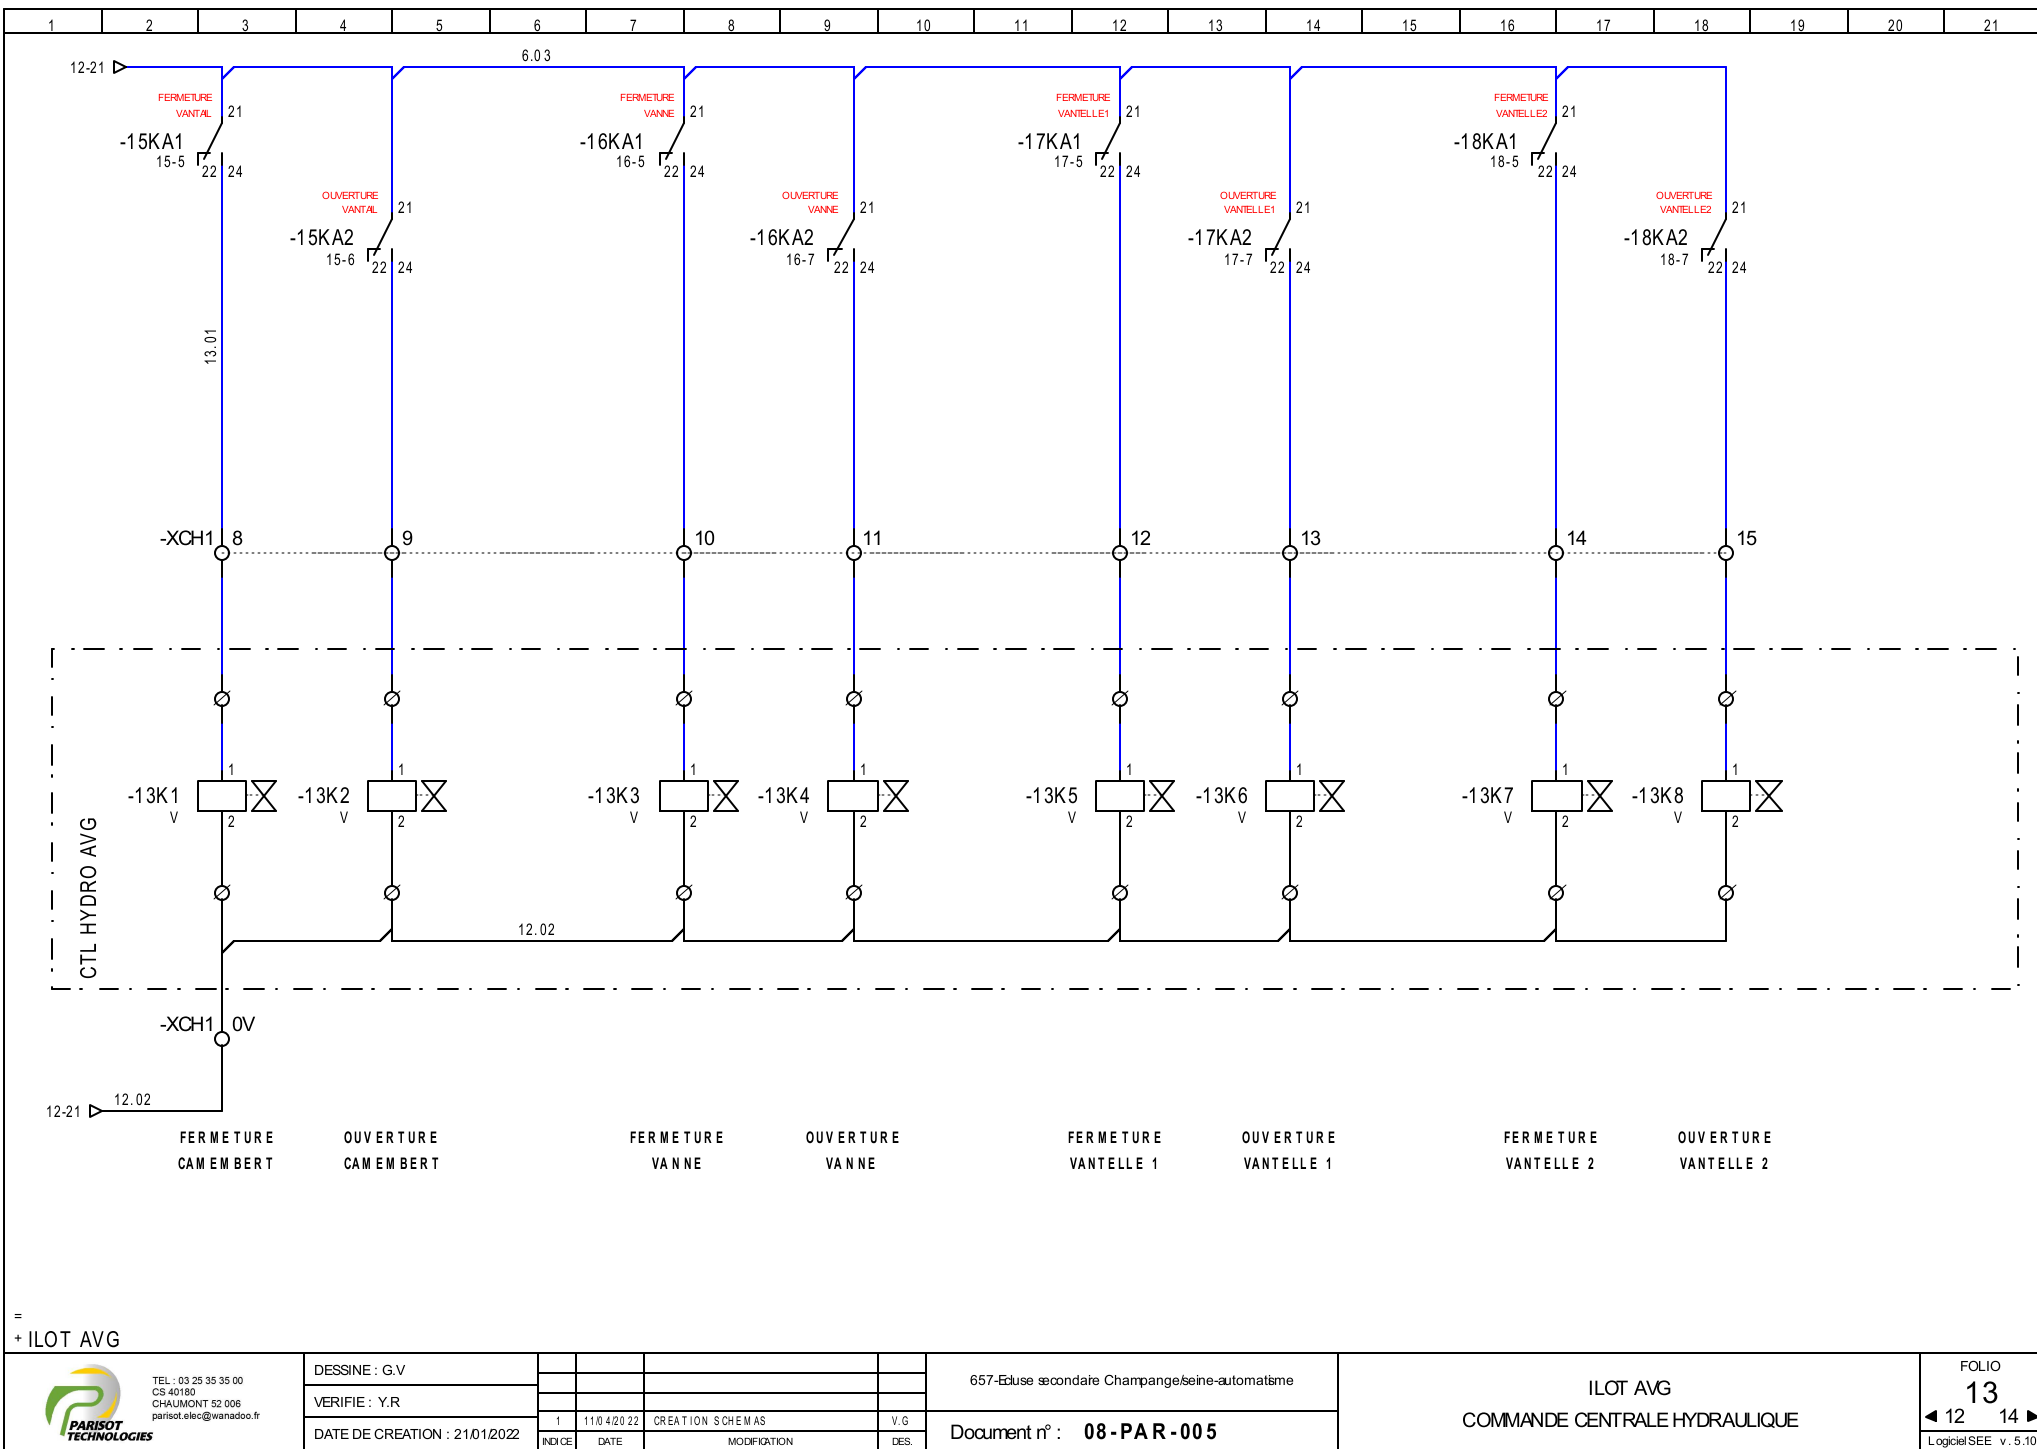 1 2 3 4 5 6 7 8 9 10 11 12 13 14 15 16 17 18 19 20 21
12-21 6.03
FERMETURE VANTAIL 21
-15KA1
15-5 22 24
FERMETURE VANNE 21
-16KA1
16-5 22 24
FERMETURE VANTELLE1 21
-17KA1
17-5 22 24
FERMETURE VANTELLE2 21
-18KA1
18-5 22 24
OUVERTURE VANTAIL 21
-15KA2
15-6 22 24
OUVERTURE VANNE 21
-16KA2
16-7 22 24
OUVERTURE VANTELLE1 21
-17KA2
17-7 22 24
OUVERTURE VANTELLE2 21
-18KA2
18-7 22 24
13.01
-XCH1 8 9 10 11 12 13 14 15
1 1 1 1 1 1 1 1
-13K1 -13K2 -13K3 -13K4 -13K5 -13K6 -13K7 -13K8
V V V V V V V V
2 2 2 2 2 2 2 2
CTL HYDRO AVG
12.02
-XCH1 0V
12-21 12.02
FERMETURE OUVERTURE FERMETURE OUVERTURE FERMETURE OUVERTURE FERMETURE OUVERTURE
CAMEMBERT CAMEMBERT VANNE VANNE VANTELLE 1 VANTELLE 1 VANTELLE 2 VANTELLE 2
=
+ ILOT AVG
PARISOT
TECHNOLOGIES
TEL : 03 25 35 35 00
CS 40180
CHAUMONT 52 006
parisot.elec@wanadoo.fr
DESSINE : G.V
VERIFIE : Y.R
DATE DE CREATION : 21/01/2022
1 11/04/2022 CREATION SCHEMAS V.G
INDICE DATE MODIFICATION DES.
657-Ecluse secondaire Champange/seine-automatisme
Document n° : 08-PAR-005
ILOT AVG
COMMANDE CENTRALE HYDRAULIQUE
FOLIO
13
12 14
Logiciel SEE v. 5.10